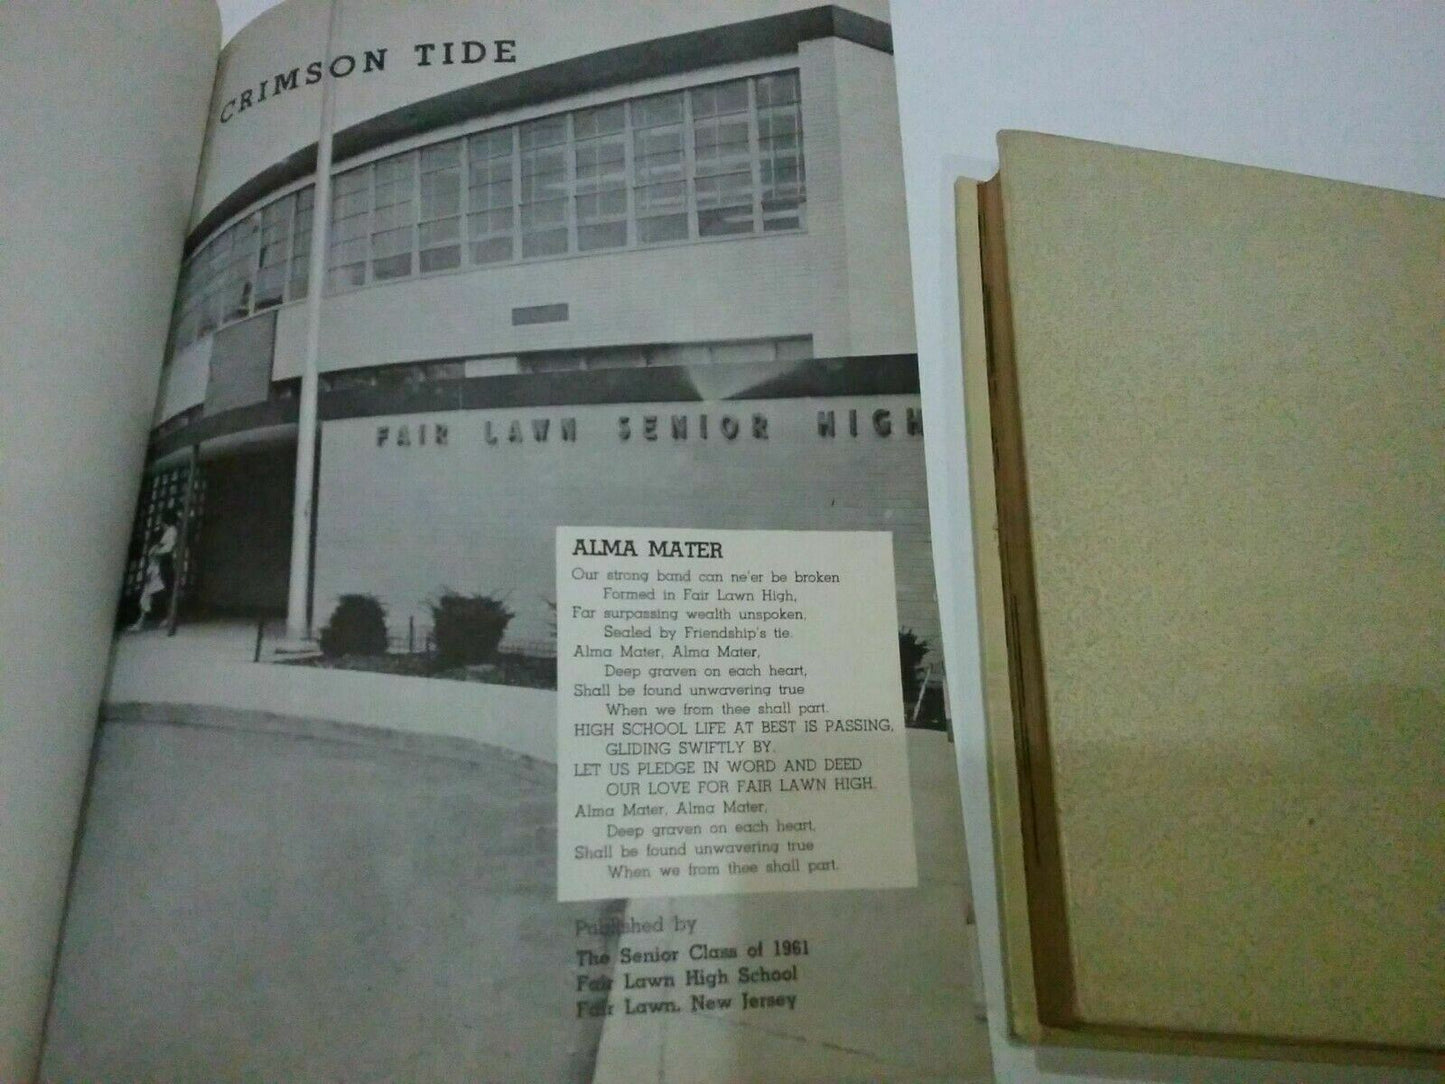 CRIMSON TIDE
FAIR LAWN SENIOR HIGH
ALMA MATER
Our strong band can ne'er be broken
Formed in Fair Lawn High,
Far surpassing wealth unspoken,
Sealed by Friendship's tie.
Alma Mater, Alma Mater,
Deep graven on each heart,
Shall be found unwavering true
When we from thee shall part.
HIGH SCHOOL LIFE AT BEST IS PASSING,
GLIDING SWIFTLY BY.
LET US PLEDGE IN WORD AND DEED
OUR LOVE FOR FAIR LAWN HIGH.
Alma Mater, Alma Mater,
Deep graven on each heart,
Shall be found unwavering true
When we from thee shall part.
Published by
The Senior Class of 1961
Fair Lawn High School
Fair Lawn, New Jersey